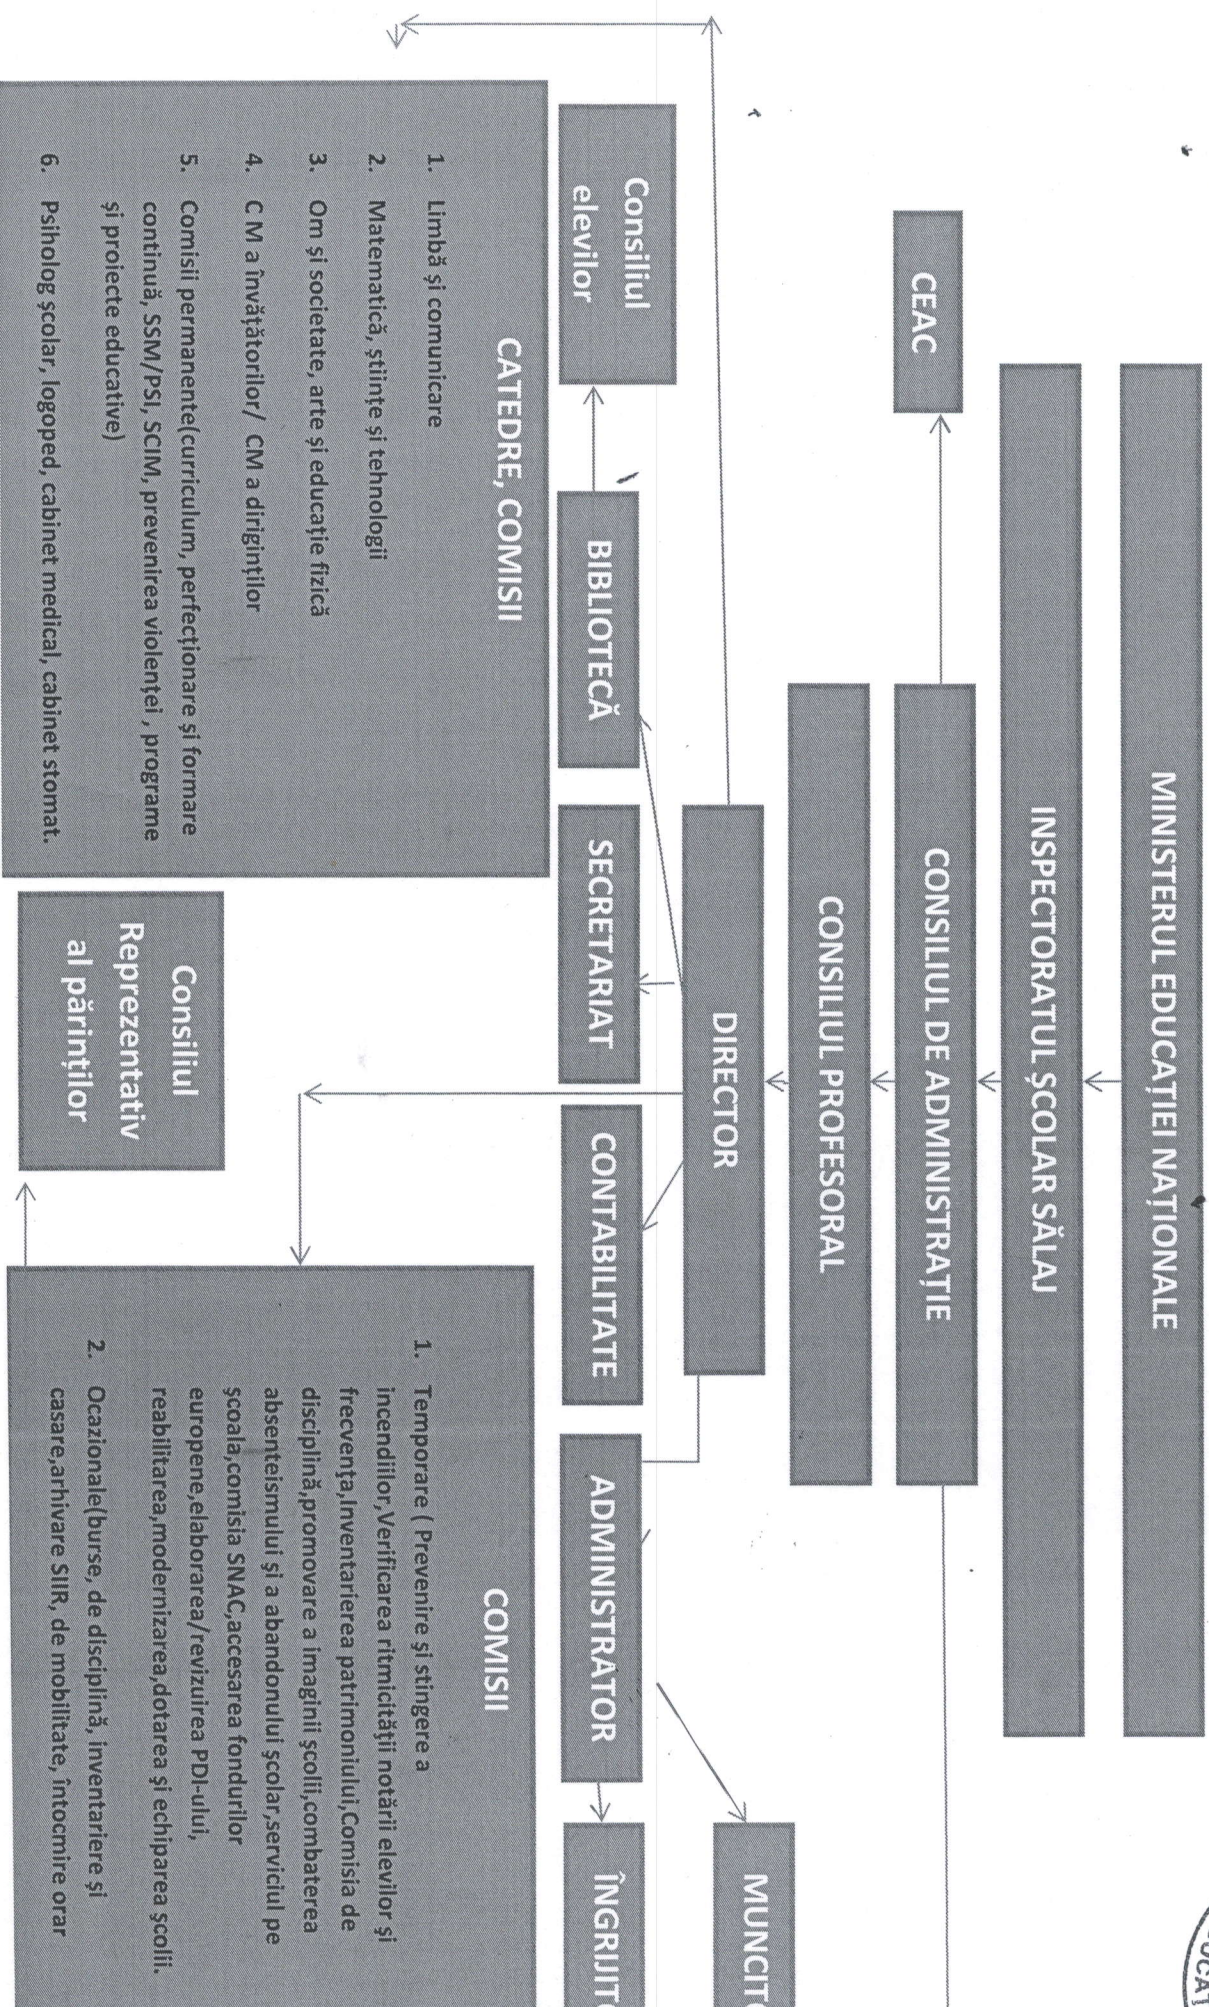 MINISTERUL EDUCAȚIEI NAȚIONALE
INSPECTORATUL ŞCOLAR SĂLAJ
CEAC
CONSILIUL DE ADMINISTRAȚIE
CONSILIUL PROFESORAL
DIRECTOR
MUNCIT
Consiliul
elevilor
BIBLIOTECĂ
SECRETARIAT
CONTABILITATE
ADMINISTRATOR
ÎNGRIJIT
CATEDRE, COMISII
1. Limbă și comunicare
2. Matematică, științe și tehnologii
3. Om și societate, arte și educație fizică
4. C M a învățătorilor/ CM a diriginților
5. Comisii permanente(curriculum, perfecționare și formare
continuă, SSM/PSI, SCIM, prevenirea violenței , programe
și proiecte educative)
6. Psiholog școlar, logoped, cabinet medical, cabinet stomat.
Consiliul
Reprezentativ
al părinților
COMISII
1. Temporare ( Prevenire și stingere a
incendiilor,Verificarea ritmicității notării elevilor și
frecvența,Inventarierea patrimoniului,Comisia de
disciplină,promovare a imaginii școlii,combaterea
absenteismului și a abandonului școlar,serviciul pe
școala,comisia SNAC,accesarea fondurilor
europene,elaborarea/revizuirea PDI-ului,
reabilitarea,modernizarea,dotarea și echiparea școlii.
2. Ocazionale(burse, de disciplină, inventariere și
casare,arhivare SIIR, de mobilitate, întocmire orar